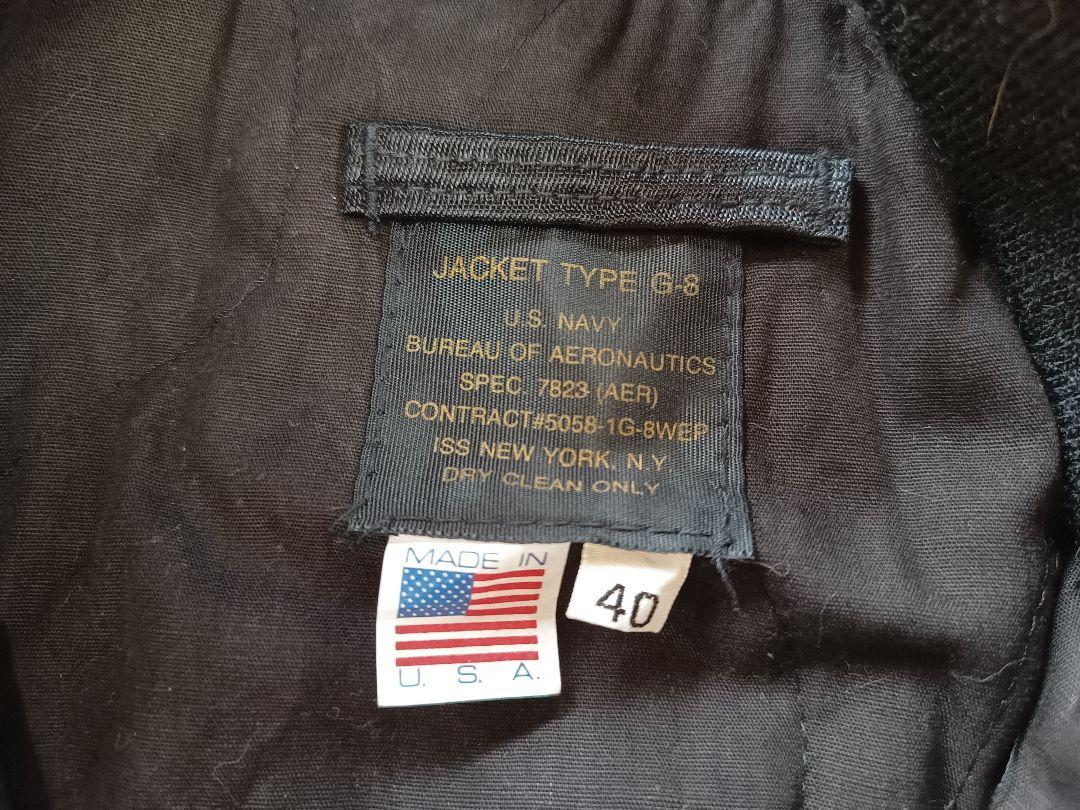 JACKET TYPE G-8
U.S. NAVY
BUREAU OF AERONAUTICS
SPEC 7823 (AER)
CONTRACT#5058-1G-8WEP
ISS NEW YORK, N Y
DRY CLEAN ONLY
MADE IN
U. S. A.
40